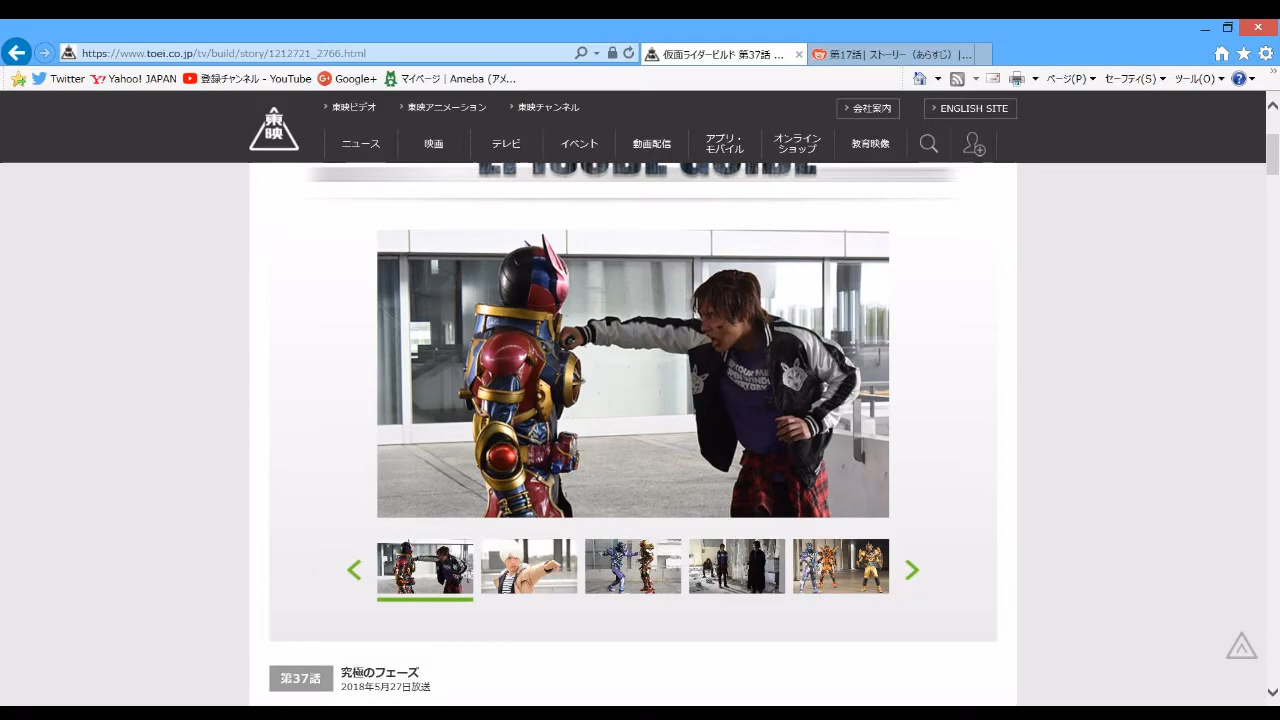 https://www.toei.co.jp/tv/build/story/1212721_2766.html
仮面ライダービルド 第37話 ...
第17話| ストーリー（あらすじ）|...
Twitter
Yahoo! JAPAN
登録チャンネル - YouTube
Google+
マイページ｜Ameba (アメ...
ページ(P)
セーフティ(S)
ツール(O)
東映
東映ビデオ
東映アニメーション
東映チャンネル
会社案内
ENGLISH SITE
ニュース
映画
テレビ
イベント
動画配信
アプリ・
モバイル
オンライン
ショップ
教育映像
EPISODE GUIDE
第37話
究極のフェーズ
2018年5月27日放送